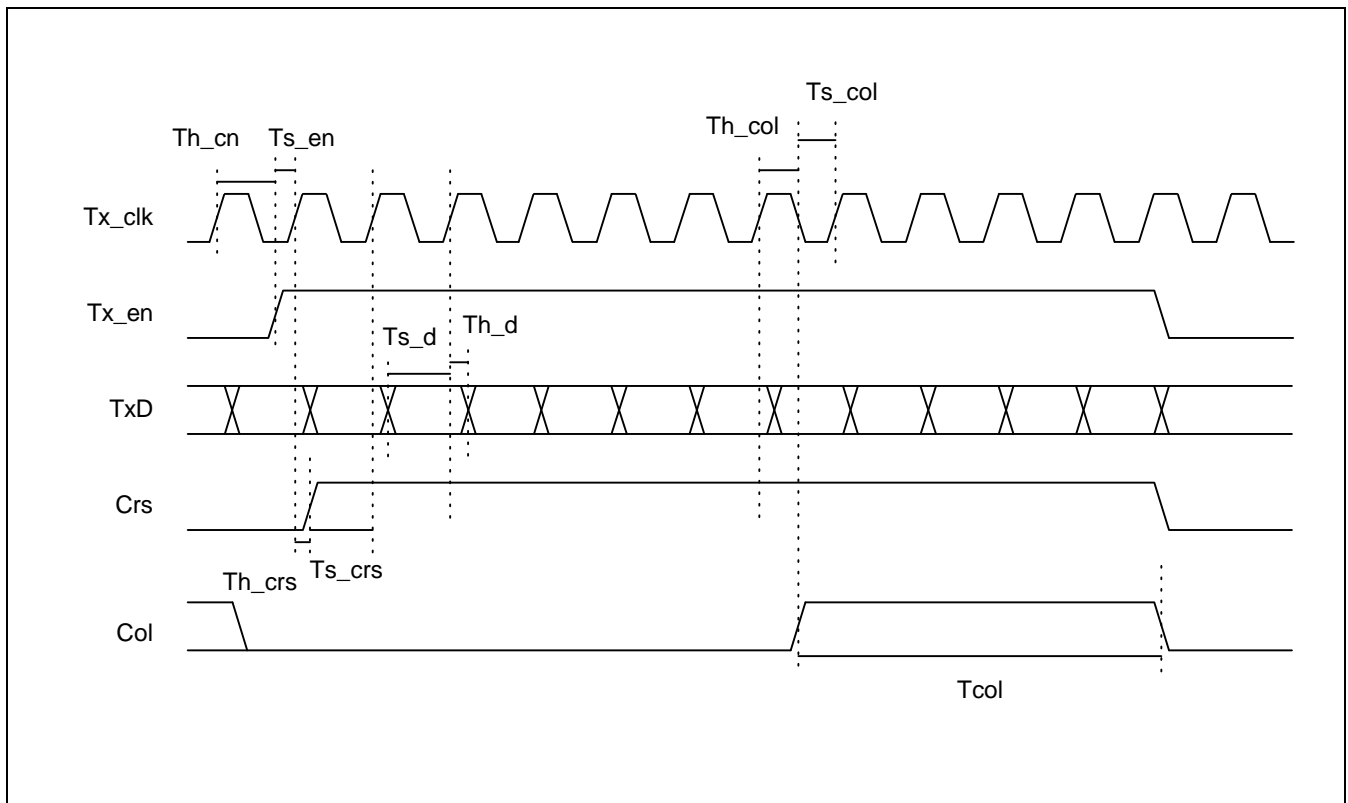 Ts_col
Th_col
Th_cn
Ts_en
Tx_clk
Tx_en
Ts_d
Th_d
TxD
Crs
Ts_crs
Th_crs
Col
Tcol